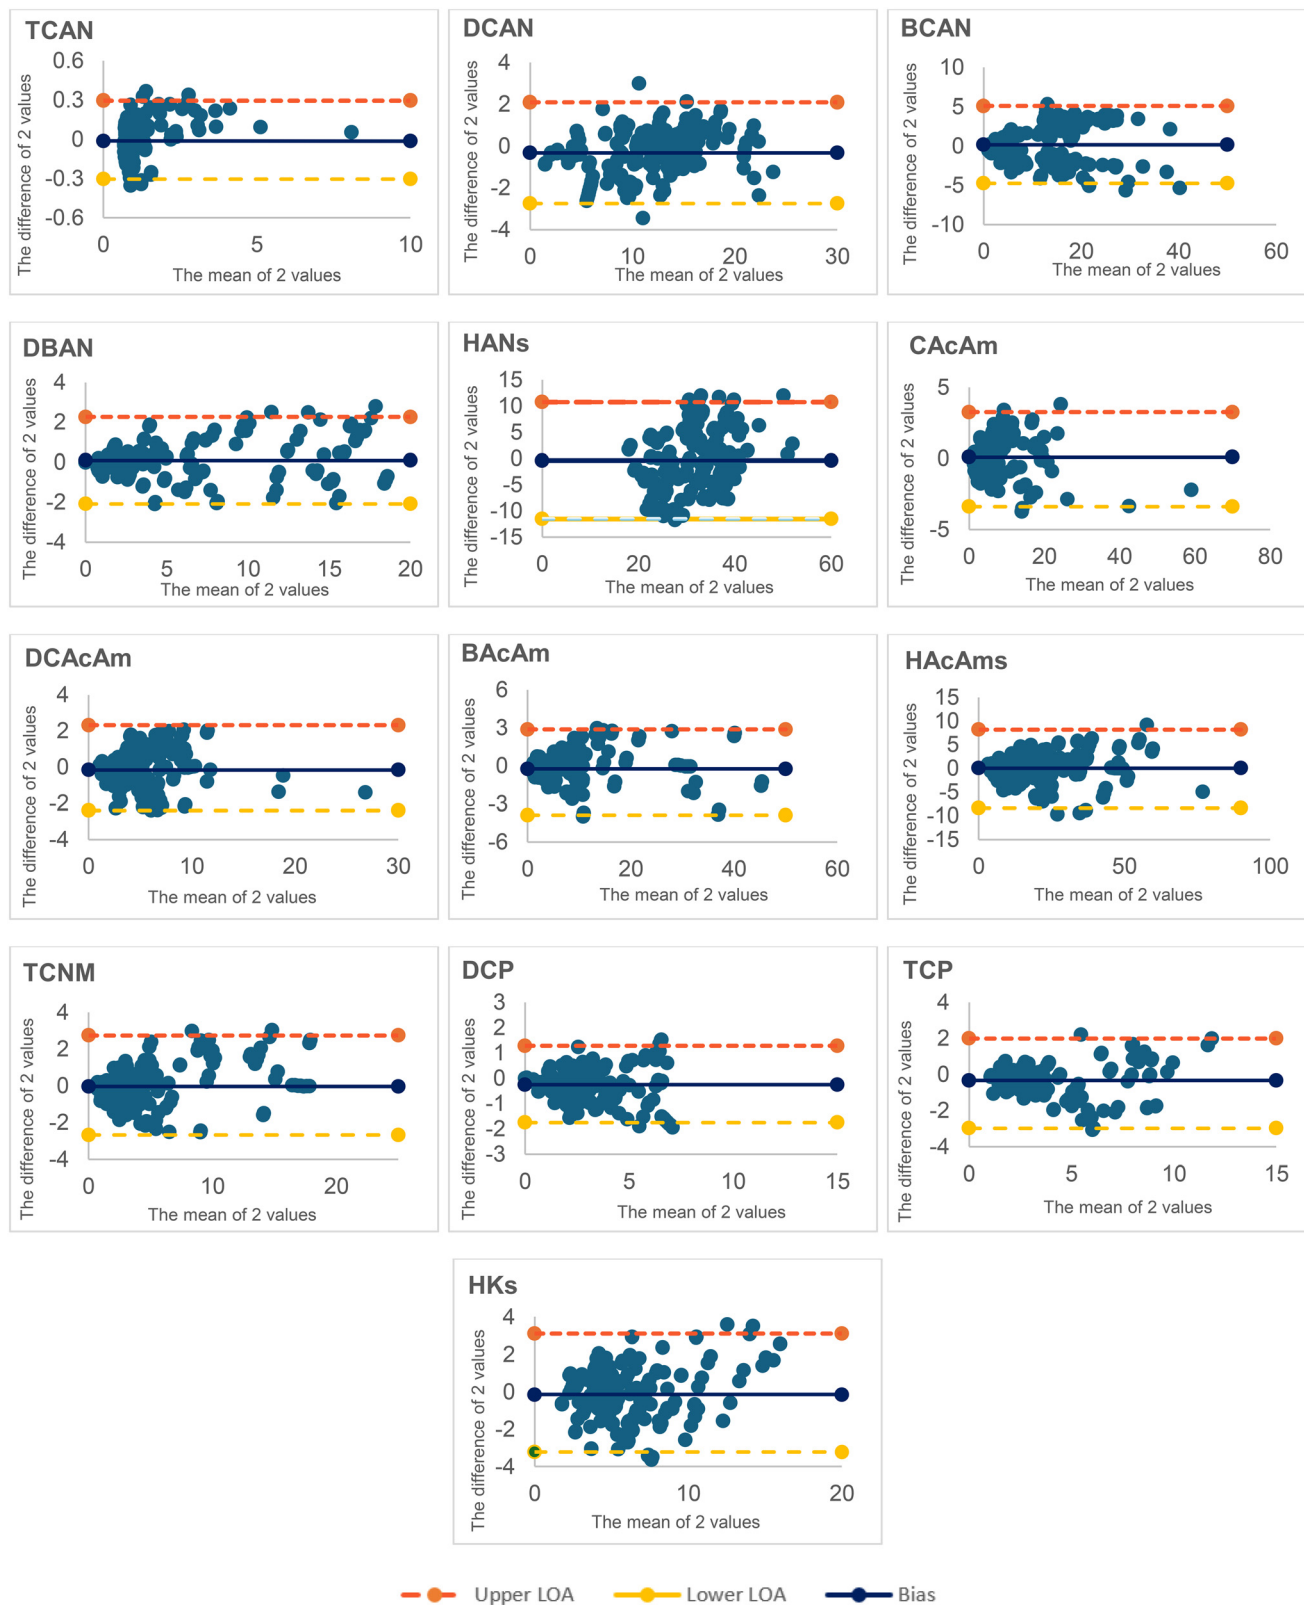 TCAN
The difference of 2 values
0.6
0.3
0
-0.3
-0.6
0 5 10
The mean of 2 values
DCAN
The difference of 2 values
4
2
0
-2
-4
0 10 20 30
The mean of 2 values
BCAN
The difference of 2 values
10
5
0
-5
-10
0 20 40 60
The mean of 2 values
DBAN
The difference of 2 values
4
2
0
-2
-4
0 5 10 15 20
The mean of 2 values
HANs
The difference of 2 values
15
10
5
0
-5
-10
-15
0 20 40 60
The mean of 2 values
CAcAm
The difference of 2 values
5
0
-5
0 20 40 60 80
The mean of 2 values
DCAcAm
The difference of 2 values
4
2
0
-2
-4
0 10 20 30
The mean of 2 values
BAcAm
The difference of 2 values
6
3
0
-3
-6
0 20 40 60
The mean of 2 values
HAcAms
The difference of 2 values
15
10
5
0
-5
-10
-15
0 50 100
The mean of 2 values
TCNM
The difference of 2 values
4
2
0
-2
-4
0 10 20
The mean of 2 values
DCP
The difference of 2 values
3
2
1
0
-1
-2
-3
0 5 10 15
The mean of 2 values
TCP
The difference of 2 values
4
2
0
-2
-4
0 5 10 15
The mean of 2 values
HKs
The difference of 2 values
4
2
0
-2
-4
0 10 20
The mean of 2 values
Upper LOA Lower LOA Bias